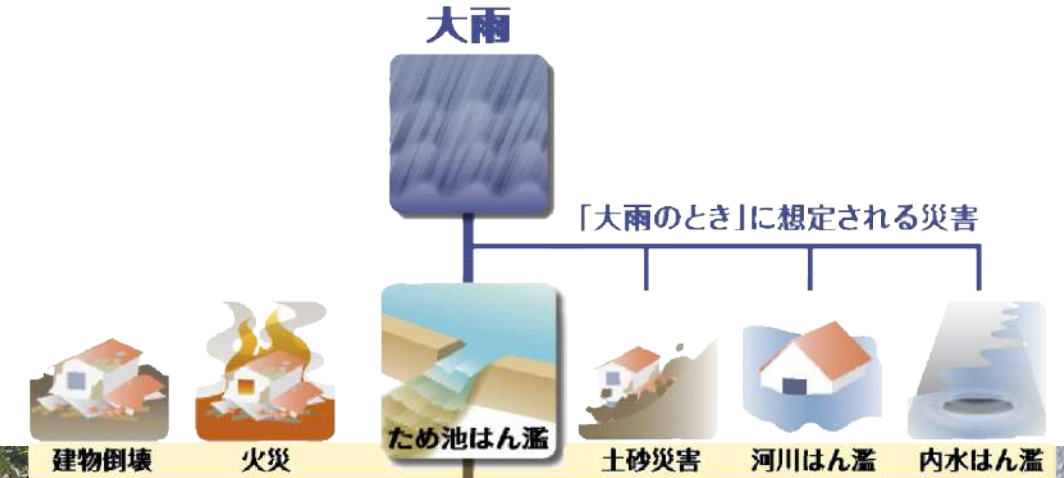 大雨
「大雨のとき」に想定される災害
建物倒壊
火災
ため池はん濫
土砂災害
河川はん濫
内水はん濫